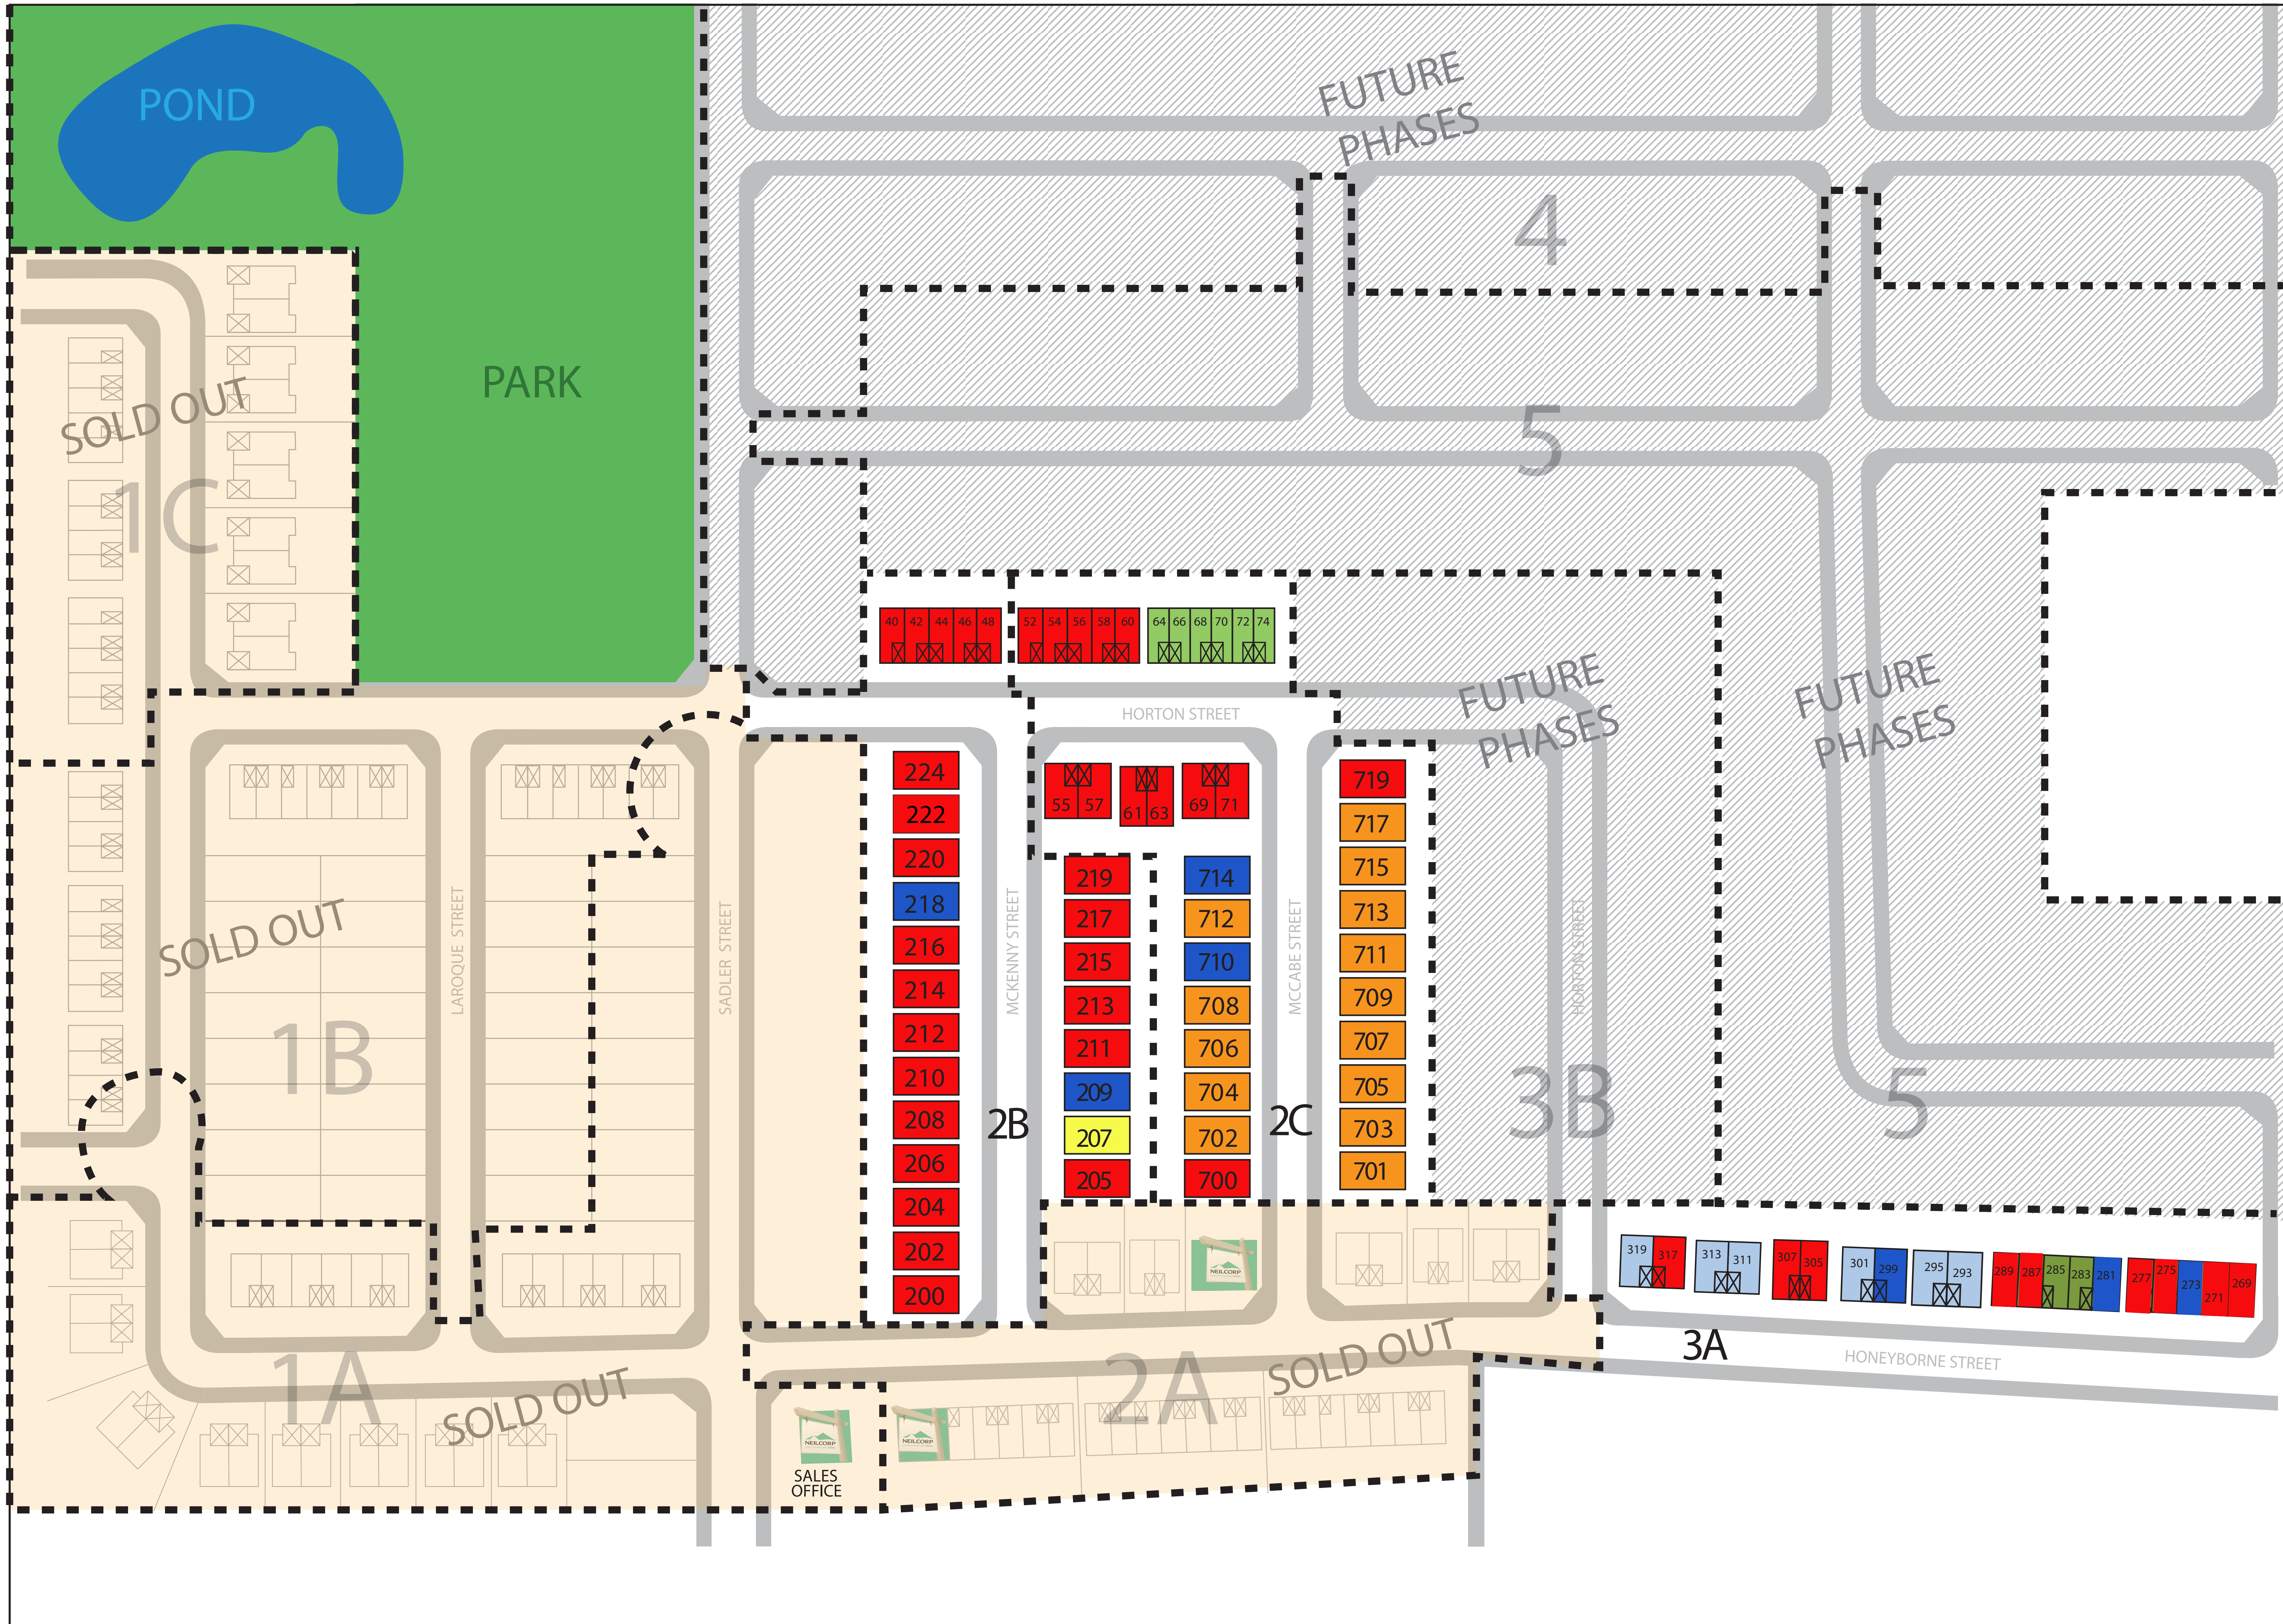 POND
FUTURE
PHASES
4
PARK
SOLD OUT
1C
5
40 42 44 46 48 52 54 56 58 60 64 66 68 70 72 74
HORTON STREET
FUTURE
PHASES
FUTURE
PHASES
224
222
220
218
216
214
212
210
208
206
204
202
200
55 57 61 63 69 71
219
217
215
213
211
209
207
205
714
712
710
708
706
704
702
700
719
717
715
713
711
709
707
705
703
701
SOLD OUT
1B
LAROQUE STREET
SADLER STREET
MCKENNY STREET
MCCABE STREET
HORTON STREET
2B
2C
3B
5
319 317 313 311 307 305 301 299 295 293 289 287 285 283 281 277 275 273 271 269
NEILCORP
3A
HONEYBORNE STREET
1A
SOLD OUT
2A
SOLD OUT
NEILCORP
NEILCORP
SALES
OFFICE